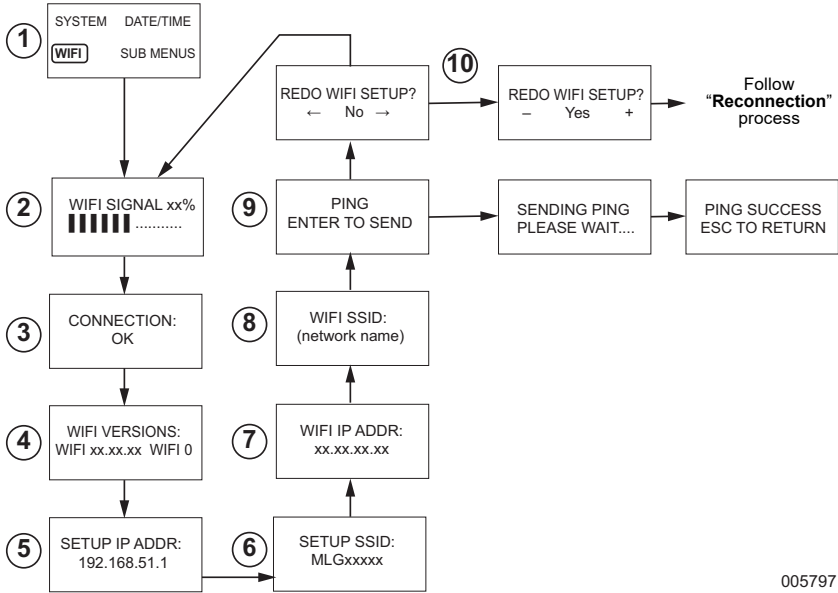 1
SYSTEM DATE/TIME
WIFI SUB MENUS
2
WIFI SIGNAL xx%
...........
3
CONNECTION:
OK
4
WIFI VERSIONS:
WIFI xx.xx.xx WIFI 0
5
SETUP IP ADDR:
192.168.51.1
6
SETUP SSID:
MLGxxxxx
7
WIFI IP ADDR:
xx.xx.xx.xx
8
WIFI SSID:
(network name)
9
PING
ENTER TO SEND
SENDING PING
PLEASE WAIT....
PING SUCCESS
ESC TO RETURN
REDO WIFI SETUP?
← No →
10
REDO WIFI SETUP?
– Yes +
Follow
“Reconnection”
process
005797